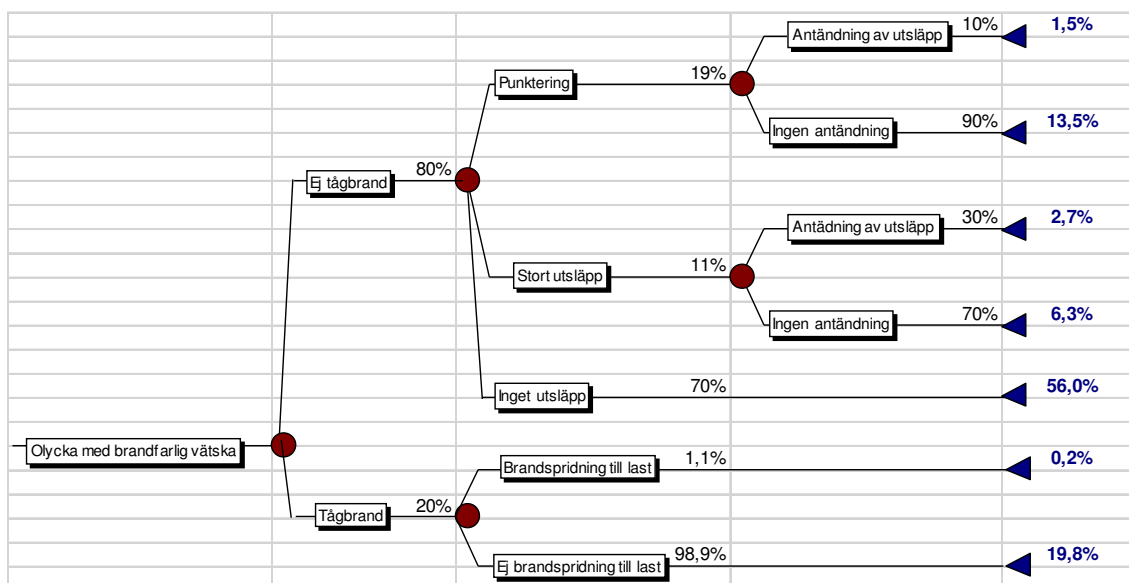 Antändning av utsläpp 10% 1,5%
Punktering 19%
Ingen antändning 90% 13,5%
Ej tågbrand 80%
Antädning av utsläpp 30% 2,7%
Stort utsläpp 11%
Ingen antändning 70% 6,3%
Inget utsläpp 70% 56,0%
Olycka med brandfarlig vätska
Brandspridning till last 1,1% 0,2%
Tågbrand 20%
Ej brandspridning till last 98,9% 19,8%